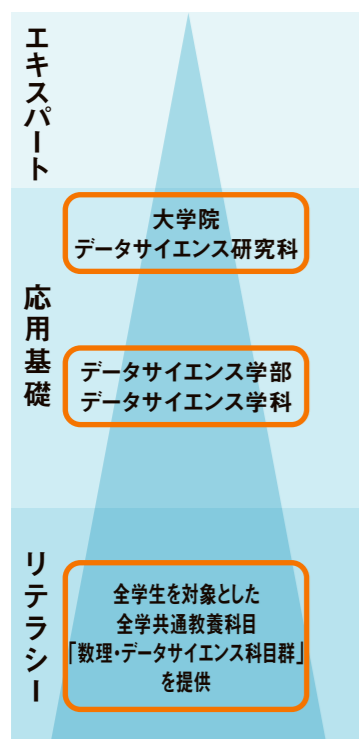 エキスパート
大学院
データサイエンス研究科
応用基礎
データサイエンス学部
データサイエンス学科
リテラシー
全学生を対象とした
全学共通教養科目
「数理・データサイエンス科目群」
を提供